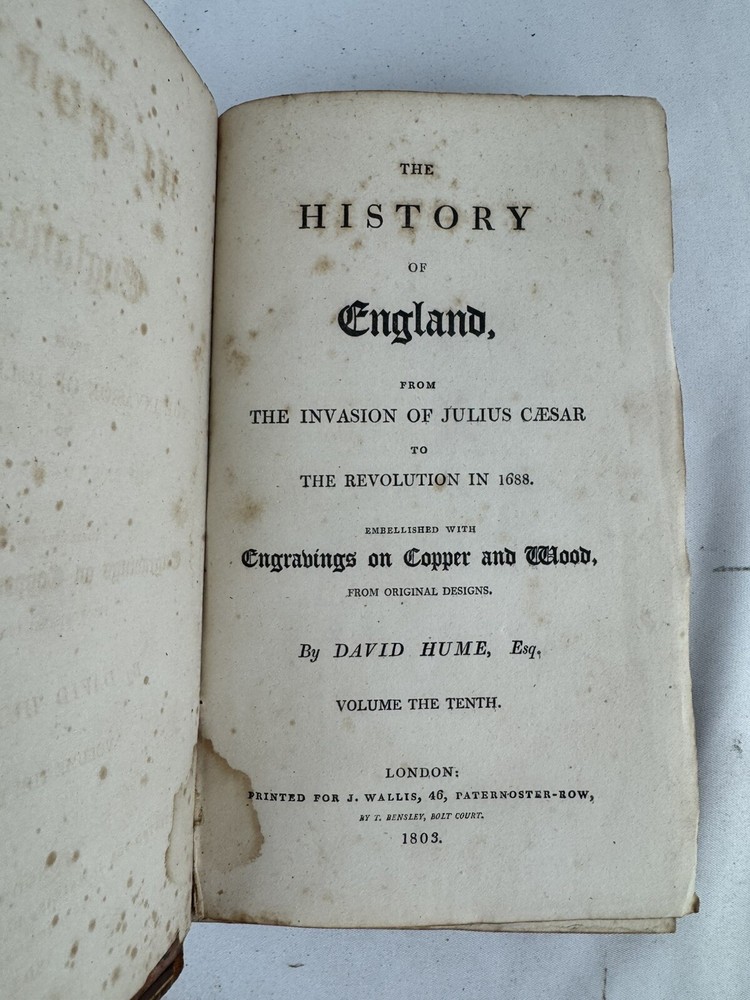 THE
HISTORY
OF
England,
FROM
THE INVASION OF JULIUS CÆSAR
TO
THE REVOLUTION IN 1688.
EMBELLISHED WITH
Engravings on Copper and Wood,
FROM ORIGINAL DESIGNS.
By DAVID HUME, Esq.
VOLUME THE TENTH.
LONDON:
PRINTED FOR J. WALLIS, 46, PATERNOSTER-ROW,
BY T. BENSLEY, BOLT COURT.
1803.